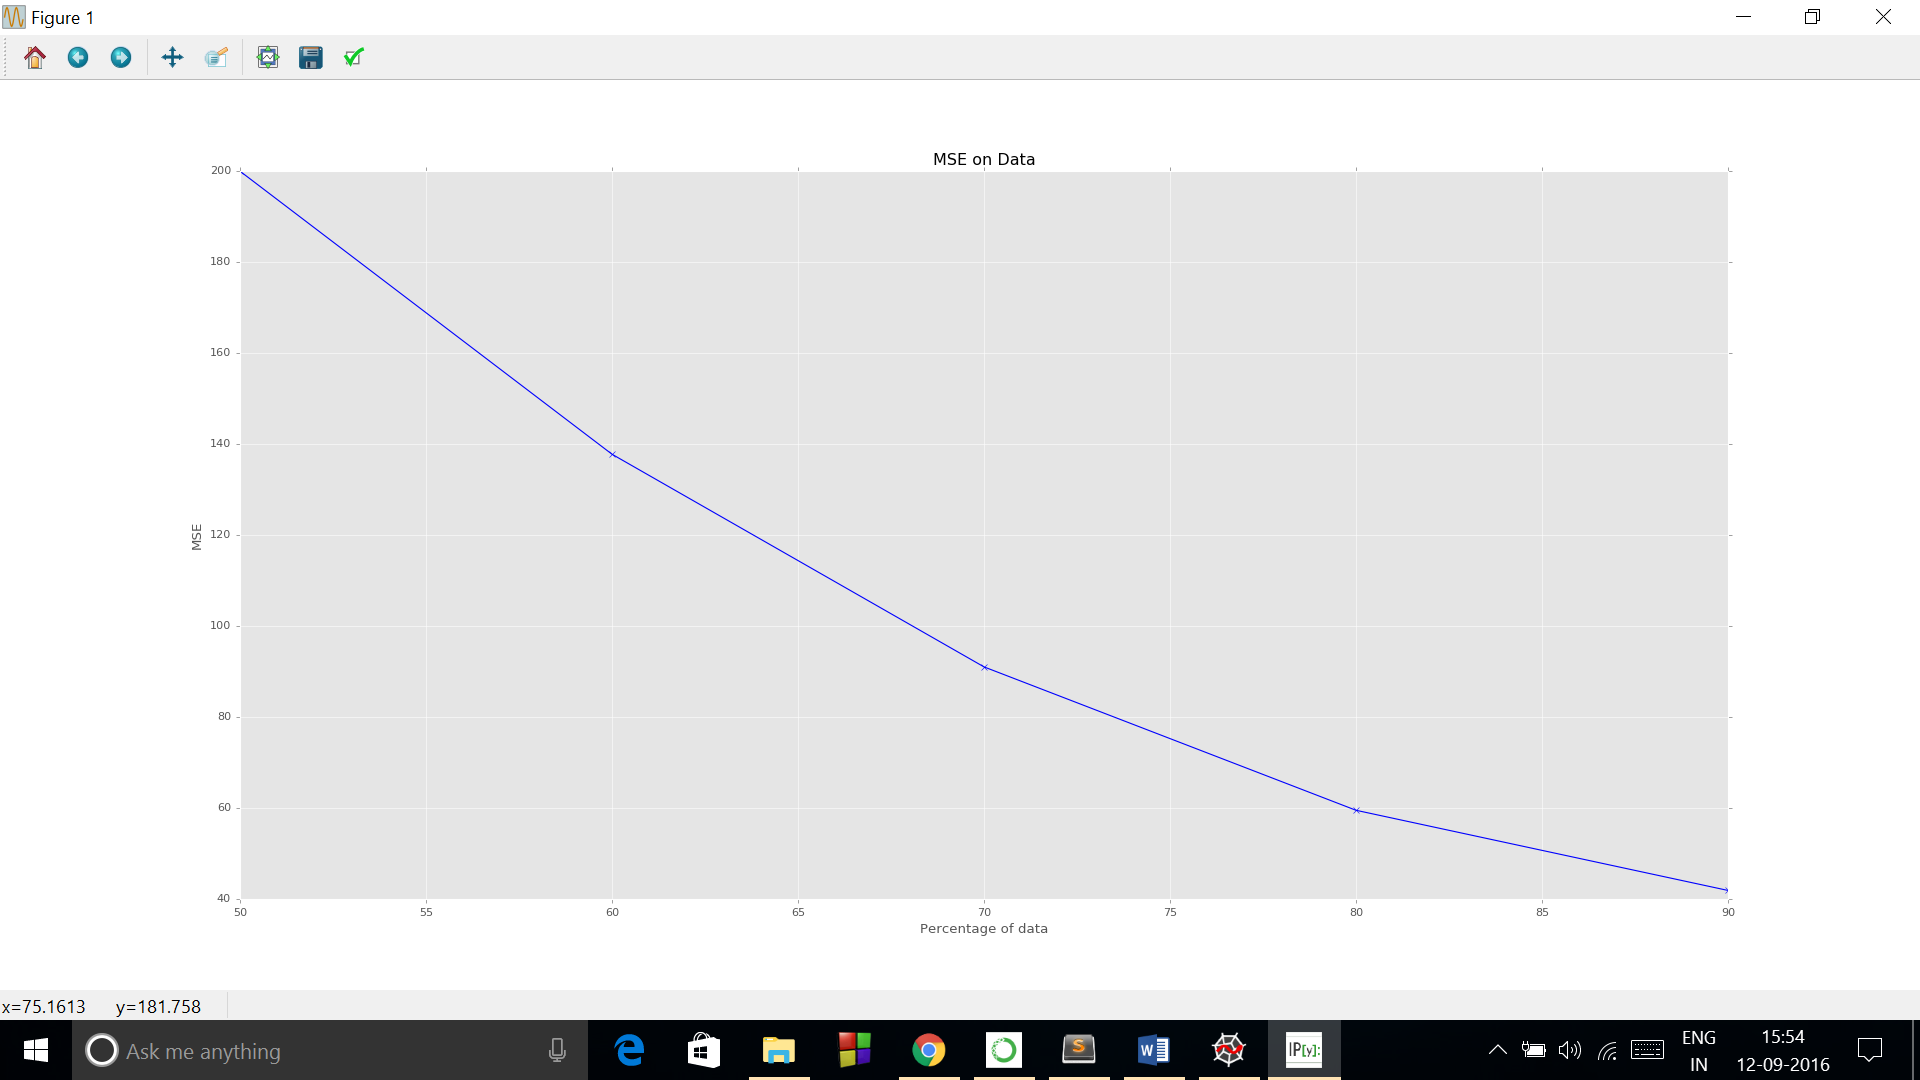 Figure 1
MSE on Data
200
180
160
140
120
100
80
60
40
MSE
50 55 60 65 70 75 80 85 90
Percentage of data
x=75.1613 y=181.758
Ask me anything
S
W
IP[y]:
ENG
IN
15:54
12-09-2016